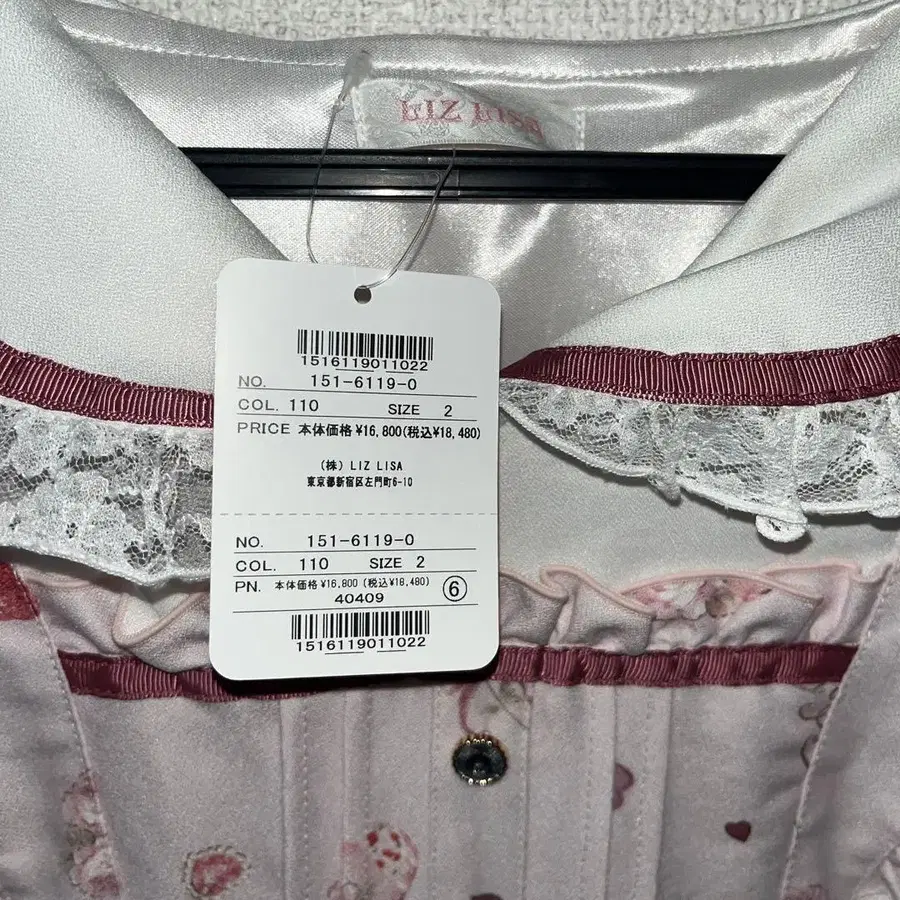 LIZ LISA
1516119011022
NO. 151-6119-0
COL. 110 SIZE 2
PRICE 本体価格 ¥16,800(税込¥18,480)
(株) LIZ LISA
東京都新宿区左門町6-10
NO. 151-6119-0
COL. 110 SIZE 2
PN. 本体価格 ¥16,800 (税込¥18,480)
40409 ⑥
1516119011022